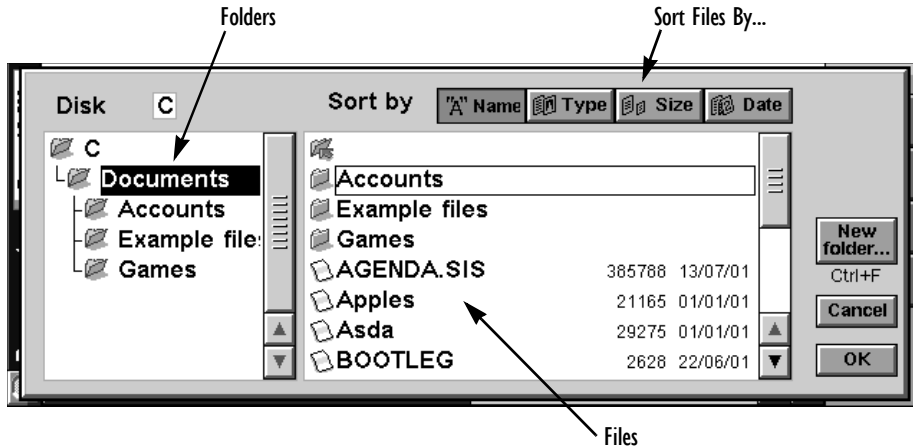 Folders
Sort Files By...
Disk C
Sort by "A" Name Type Size Date
C
Documents
Accounts
Example file
Games
Accounts
Example files
Games
AGENDA.SIS 385788 13/07/01
Apples 21165 01/01/01
Asda 29275 01/01/01
BOOTLEG 2628 22/06/01
New
folder...
Ctrl+F
Cancel
OK
Files